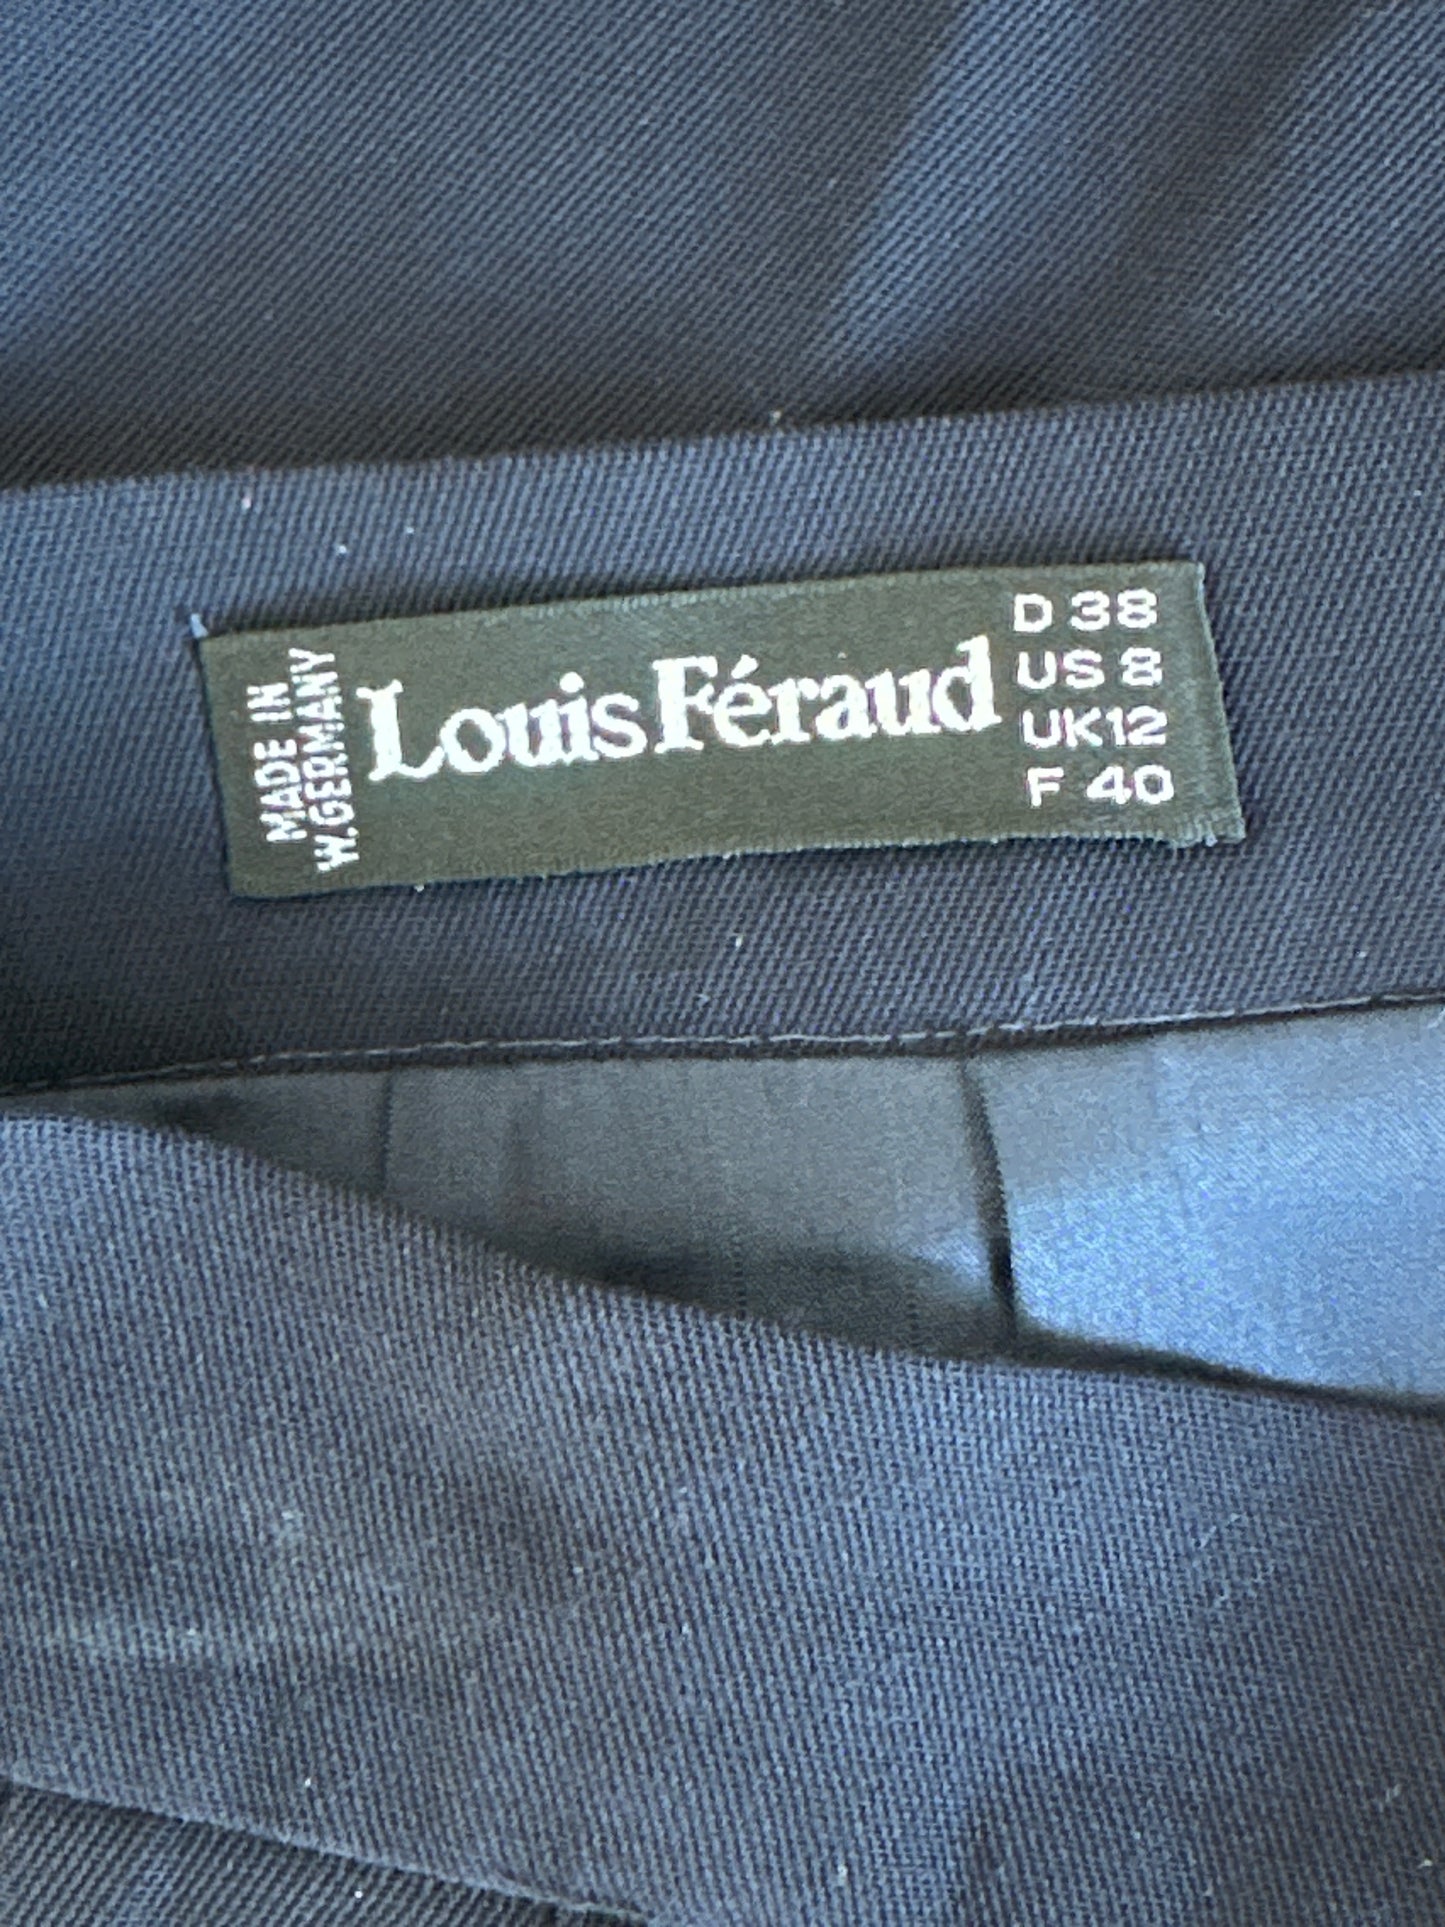 MADE IN
W.GERMANY
Louis Féraud
D 38
US 8
UK12
F 40